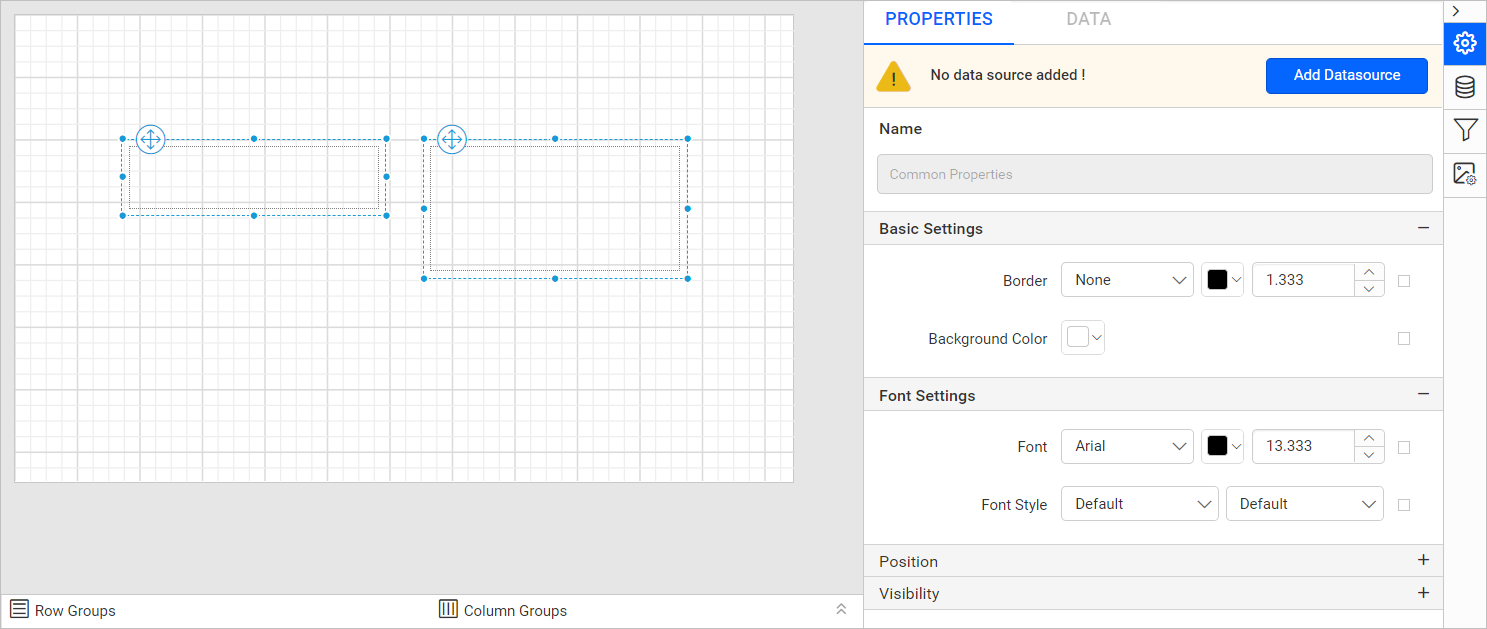 PROPERTIES DATA
No data source added ! Add Datasource
Name
Common Properties
Basic Settings
Border None 1.333
Background Color
Font Settings
Font Arial 13.333
Font Style Default Default
Position
Visibility
Row Groups Column Groups